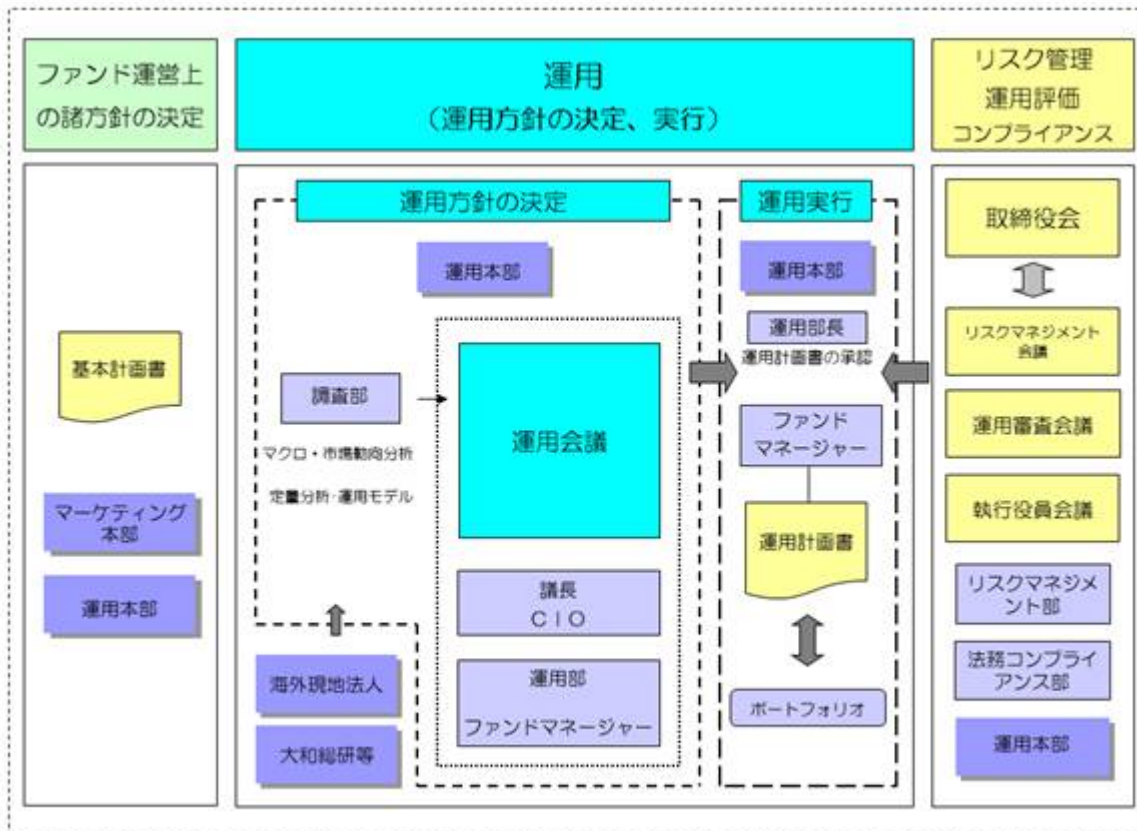 ファンド運営上
の諸方針の決定
運用
(運用方針の決定、実行)
リスク管理
運用評価
コンプライアンス
基本計画書
マーケティング
本部
運用本部
運用方針の決定
運用本部
調査部
マクロ・市場動向分析
定量分析・運用モデル
運用会議
議長
CIO
運用部
ファンドマネージャー
海外現地法人
大和総研等
運用実行
運用本部
運用部長
運用計画書の承認
ファンド
マネージャー
運用計画書
ポートフォリオ
取締役会
リスクマネジメント
会議
運用審査会議
執行役員会議
リスクマネジメ
ント部
法務コンプライ
アンス部
運用本部